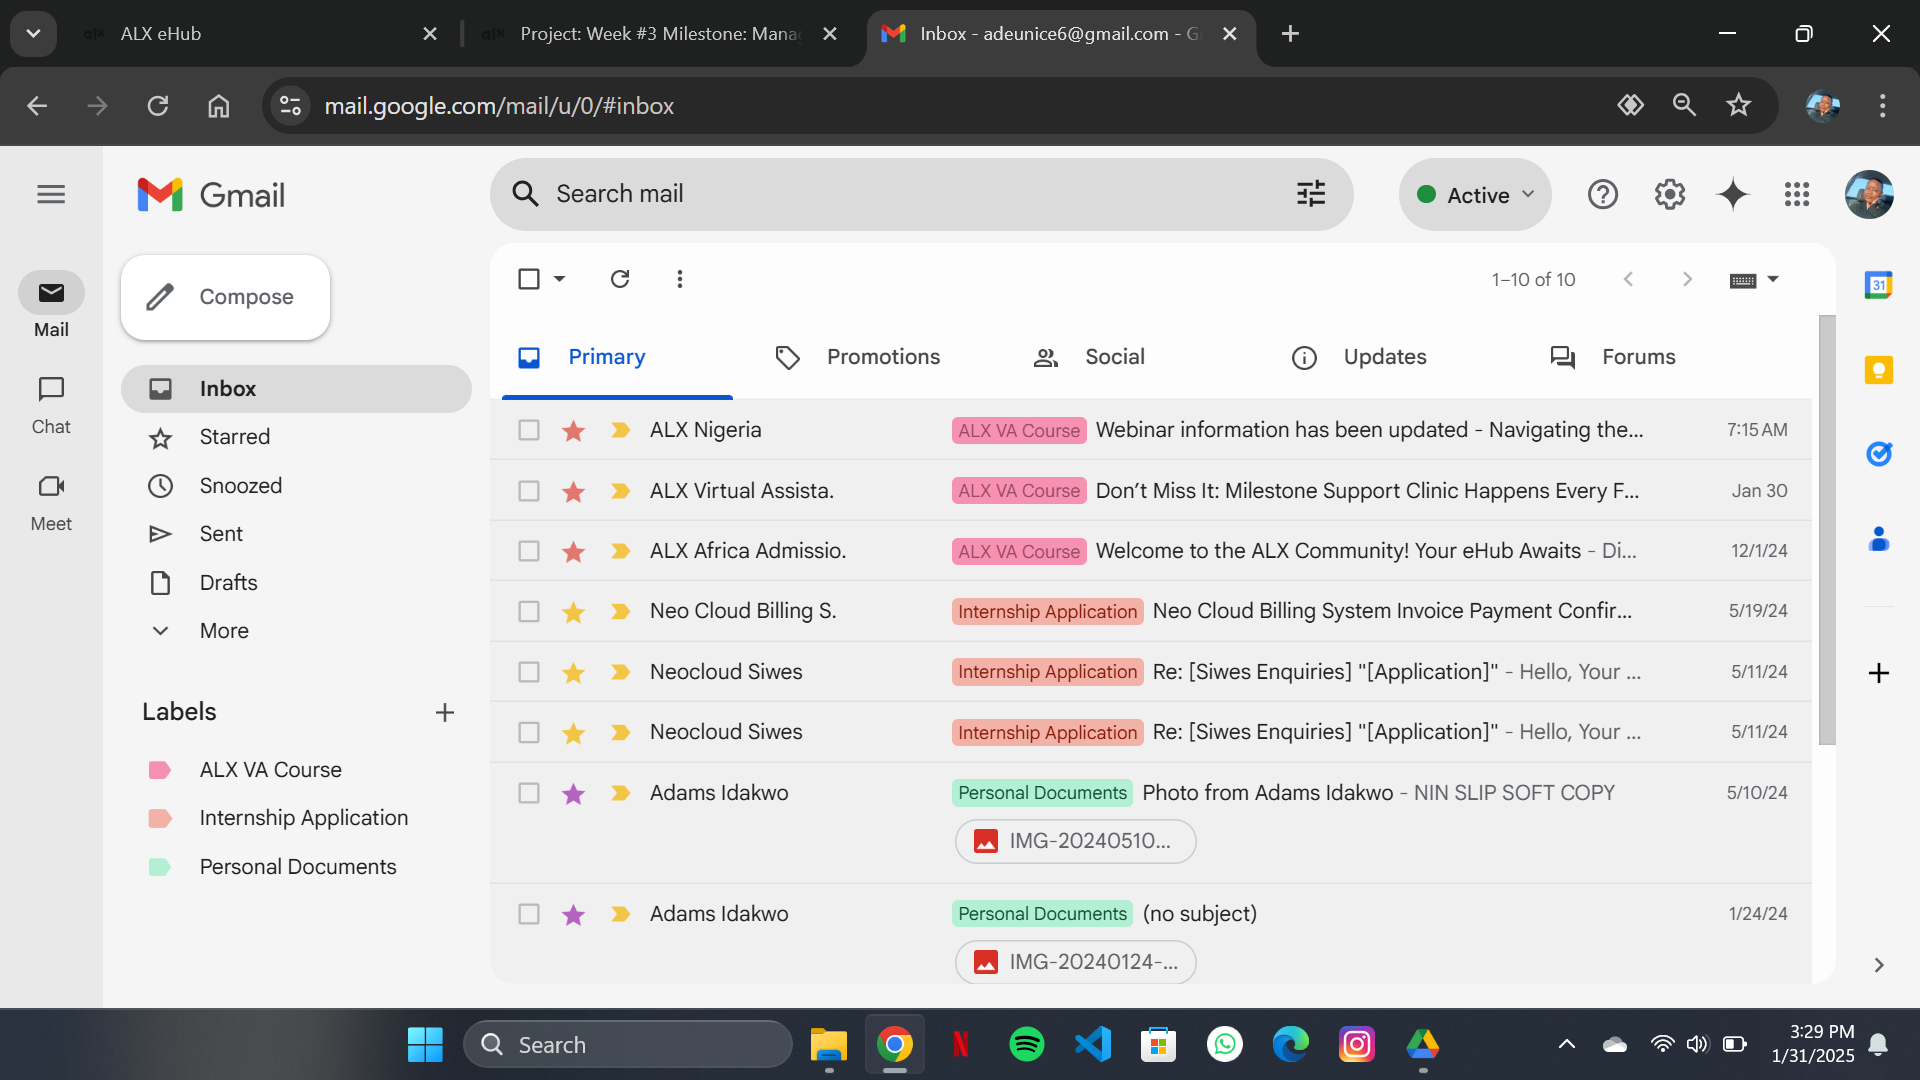 ALX eHub
Project: Week #3 Milestone: Mana
Inbox - adeunice6@gmail.com - G
mail.google.com/mail/u/0/#inbox
Gmail
Search mail
Active
Compose
1–10 of 10
Mail
Chat
Meet
Inbox
Starred
Snoozed
Sent
Drafts
More
Labels
ALX VA Course
Internship Application
Personal Documents
Primary Promotions Social Updates Forums
ALX Nigeria ALX VA Course Webinar information has been updated - Navigating the... 7:15 AM
ALX Virtual Assista. ALX VA Course Don’t Miss It: Milestone Support Clinic Happens Every F... Jan 30
ALX Africa Admissio. ALX VA Course Welcome to the ALX Community! Your eHub Awaits - Di... 12/1/24
Neo Cloud Billing S. Internship Application Neo Cloud Billing System Invoice Payment Confir... 5/19/24
Neocloud Siwes Internship Application Re: [Siwes Enquiries] "[Application]" - Hello, Your ... 5/11/24
Neocloud Siwes Internship Application Re: [Siwes Enquiries] "[Application]" - Hello, Your ... 5/11/24
Adams Idakwo Personal Documents Photo from Adams Idakwo - NIN SLIP SOFT COPY 5/10/24
IMG-20240510...
Adams Idakwo Personal Documents (no subject) 1/24/24
IMG-20240124-...
31
Search
3:29 PM
1/31/2025